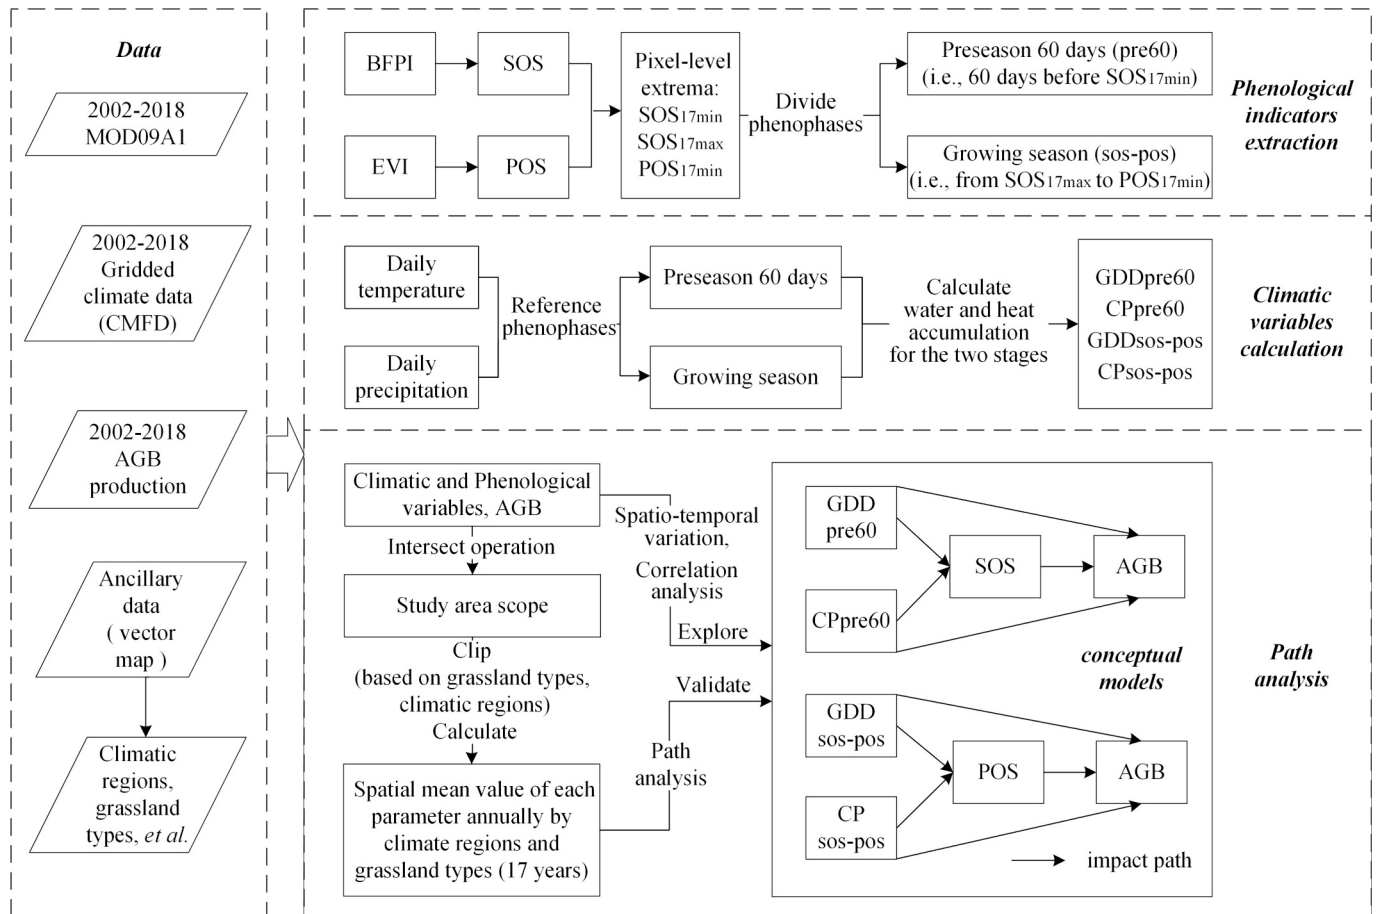 Data
2002-2018
MOD09A1
2002-2018
Gridded
climate data
(CMFD)
2002-2018
AGB
production
Ancillary
data
( vector
map )
Climatic
regions,
grassland
types, et al.
BFPI
SOS
EVI
POS
Pixel-level
extrema:
SOS17min
SOS17max
POS17min
Divide
phenophases
Preseason 60 days (pre60)
(i.e., 60 days before SOS17min)
Growing season (sos-pos)
(i.e., from SOS17max to POS17min)
Phenological
indicators
extraction
Daily
temperature
Daily
precipitation
Reference
phenophases
Preseason 60 days
Growing season
Calculate
water and heat
accumulation
for the two stages
GDDpre60
CPpre60
GDDsos-pos
CPsos-pos
Climatic
variables
calculation
Climatic and Phenological
variables, AGB
Intersect operation
Study area scope
Clip
(based on grassland types,
climatic regions)
Calculate
Spatial mean value of each
parameter annually by
climate regions and
grassland types (17 years)
Spatio-temporal
variation,
Correlation
analysis
Explore
Validate
Path
analysis
GDD
pre60
CPpre60
SOS
AGB
conceptual
models
GDD
sos-pos
CP
sos-pos
POS
AGB
impact path
Path
analysis